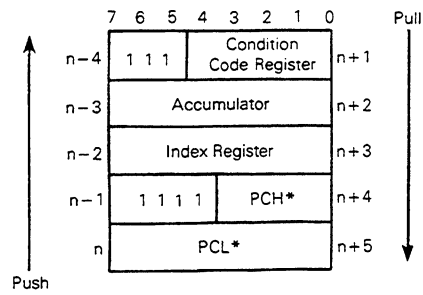 7 6 5 4 3 2 1 0 Pull
n−4 1 1 1 Condition Code Register n+1
n−3 Accumulator n+2
n−2 Index Register n+3
n−1 1 1 1 1 PCH* n+4
n PCL* n+5
Push